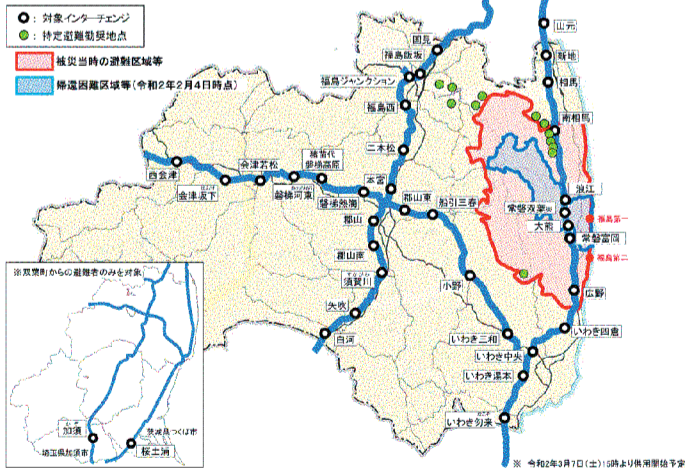 ：対象インターチェンジ
：特定避難勧奨地点
被災当時の避難区域等
帰還困難区域等(令和2年2月4日時点)
山元
国見
新地
福島飯坂
相馬
福島ジャンクション
福島西
南相馬
二本松
猪苗代
磐梯高原
会津若松
西会津
本宮
浪江
会津坂下
磐梯河東
郡山東
船引三春
常磐双葉※
福島第一
磐梯熱海
大熊
郡山
常磐富岡
郡山南
福島第二
※双葉町からの避難者のみを対象
須賀川
小野
広野
矢吹
いわき四倉
白河
いわき三和
いわき中央
いわき湯本
加須
茨城県つくば市
いわき勿来
埼玉県加須市
桜土浦
※ 令和2年3月7日(土)15時より供用開始予定